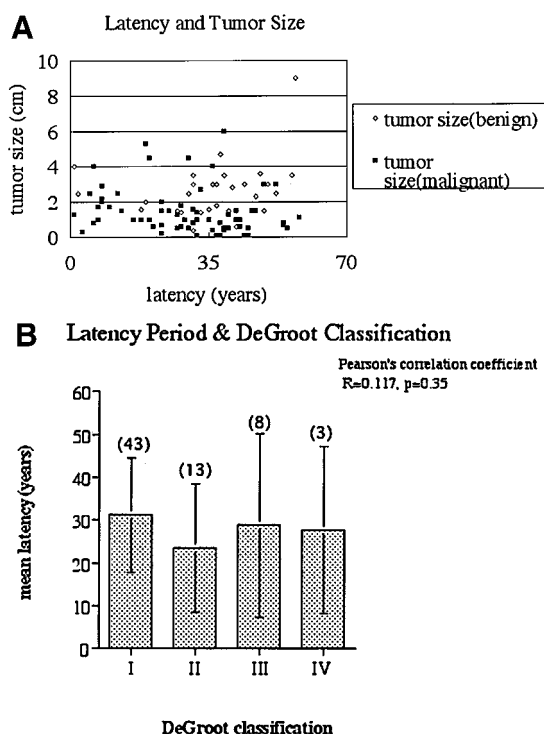 A
Latency and Tumor Size
10
8
6
4
2
0
tumor size (cm)
0 35 70
latency (years)
tumor size(benign)
tumor
size(malignant)
B Latency Period & DeGroot Classification
Pearson's correlation coefficient
R=0.117, p=0.35
60
50
40
30
20
10
0
mean latency (years)
(43)
(13)
(8)
(3)
I II III IV
DeGroot classification